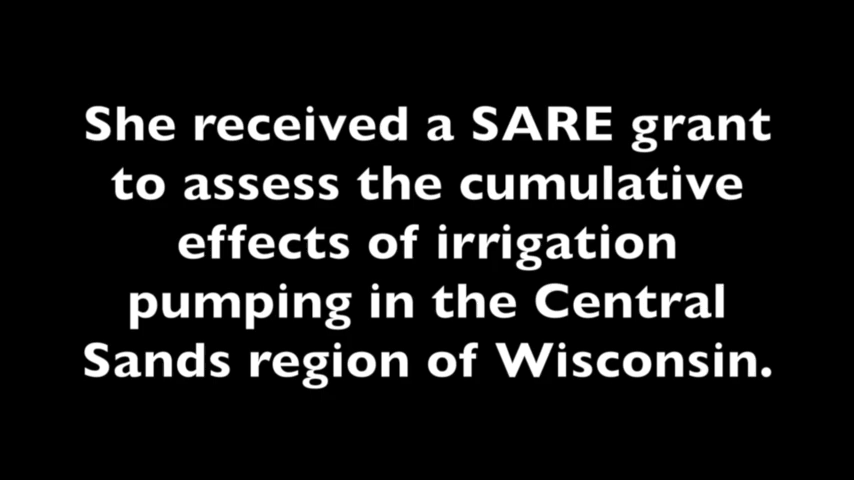 She received a SARE grant
to assess the cumulative
effects of irrigation
pumping in the Central
Sands region of Wisconsin.